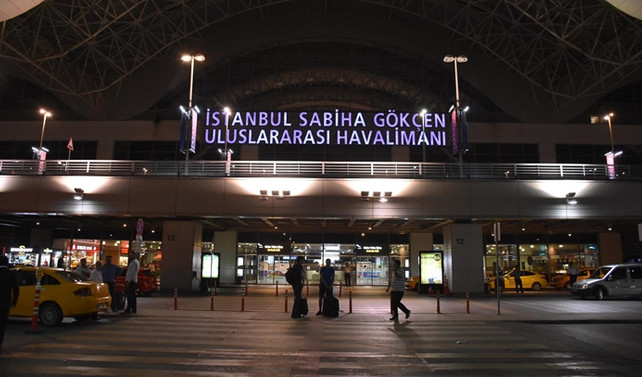 İSTANBUL SABİHA GÖKÇEN
ULUSLARARASI HAVALİMANI